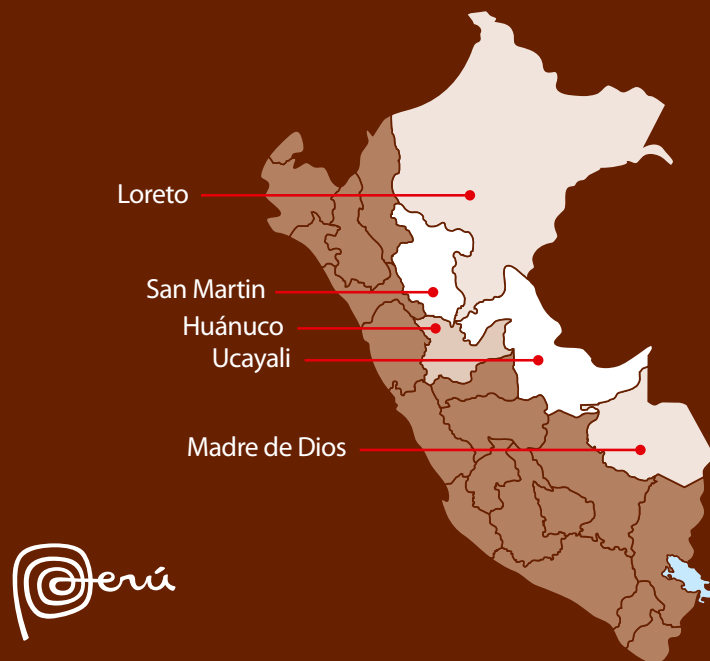 Loreto
San Martin
Huánuco
Ucayali
Madre de Dios
Perú